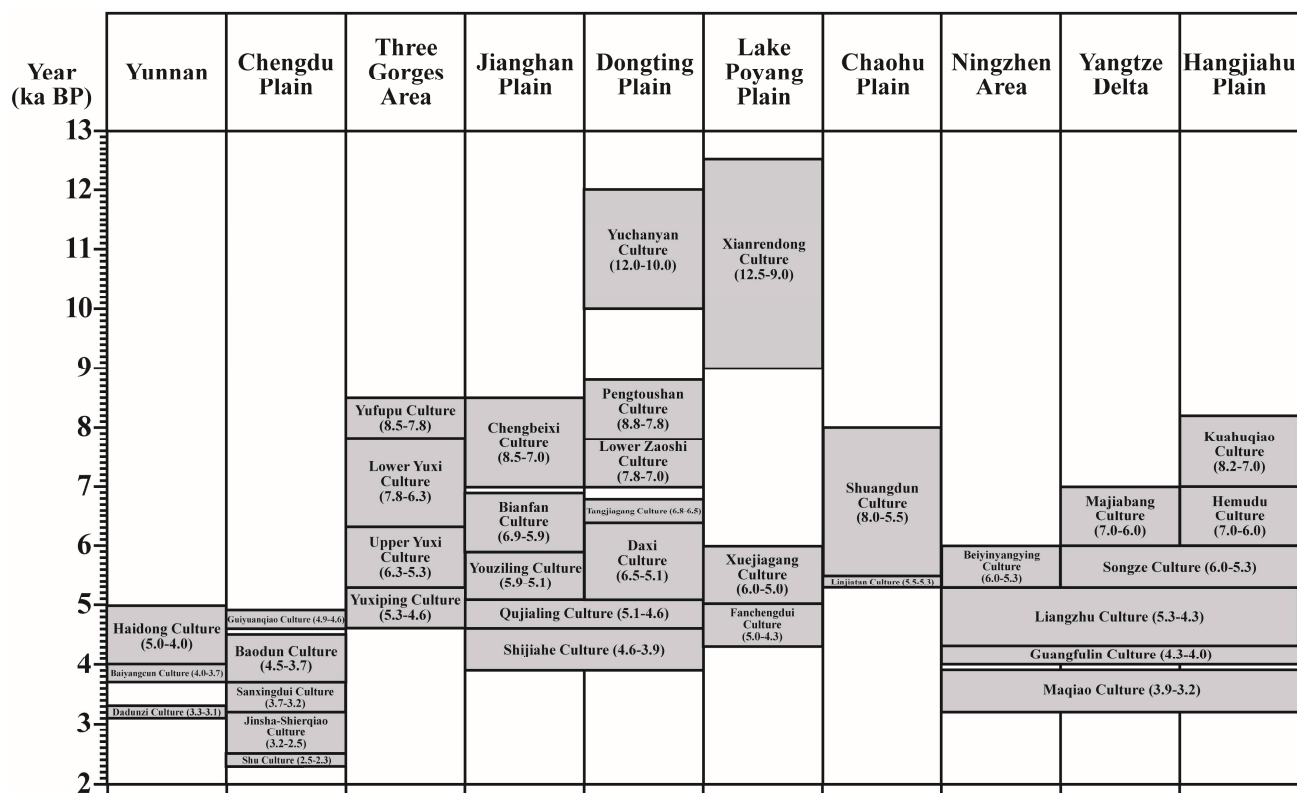 Year
(ka BP)
Yunnan
Chengdu
Plain
Three
Gorges
Area
Jianghan
Plain
Dongting
Plain
Lake
Poyang
Plain
Chaohu
Plain
Ningzhen
Area
Yangtze
Delta
Hangjiahu
Plain
13
12
11
10
9
8
7
6
5
4
3
2
Haidong Culture
(5.0-4.0)
Baiyangcun Culture (4.0-3.7)
Dadunzi Culture (3.3-3.1)
Guiyuanqiao Culture (4.9-4.6)
Baodun Culture
(4.5-3.7)
Sanxingdui Culture
(3.7-3.2)
Jinsha-Shierqiao
Culture
(3.2-2.5)
Shu Culture (2.5-2.3)
Yufupu Culture
(8.5-7.8)
Lower Yuxi
Culture
(7.8-6.3)
Upper Yuxi
Culture
(6.3-5.3)
Yuxiping Culture
(5.3-4.6)
Chengbeixi
Culture
(8.5-7.0)
Bianfan
Culture
(6.9-5.9)
Youziling Culture
(5.9-5.1)
Qujialing Culture (5.1-4.6)
Shijiahe Culture (4.6-3.9)
Yuchanyan
Culture
(12.0-10.0)
Pengtoushan
Culture
(8.8-7.8)
Lower Zaoshi
Culture
(7.8-7.0)
Tangjiagang Culture (6.8-6.5)
Daxi
Culture
(6.5-5.1)
Xianrendong
Culture
(12.5-9.0)
Xuejiagang
Culture
(6.0-5.0)
Fanchengdui
Culture
(5.0-4.3)
Shuangdun
Culture
(8.0-5.5)
Linjiatan Culture (5.5-5.3)
Beiyinyangying
Culture
(6.0-5.3)
Majiabang
Culture
(7.0-6.0)
Kuahuqiao
Culture
(8.2-7.0)
Hemudu
Culture
(7.0-6.0)
Songze Culture (6.0-5.3)
Liangzhu Culture (5.3-4.3)
Guangfulin Culture (4.3-4.0)
Maqiao Culture (3.9-3.2)